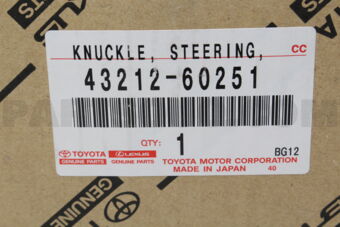 KNUCKLE, STEERING,
CC
43212-60251
QTY: 1
BG12
TOYOTA
GENUINE PARTS
LEXUS
GENUINE PARTS
TOYOTA MOTOR CORPORATION
MADE IN JAPAN 40
GENUINE